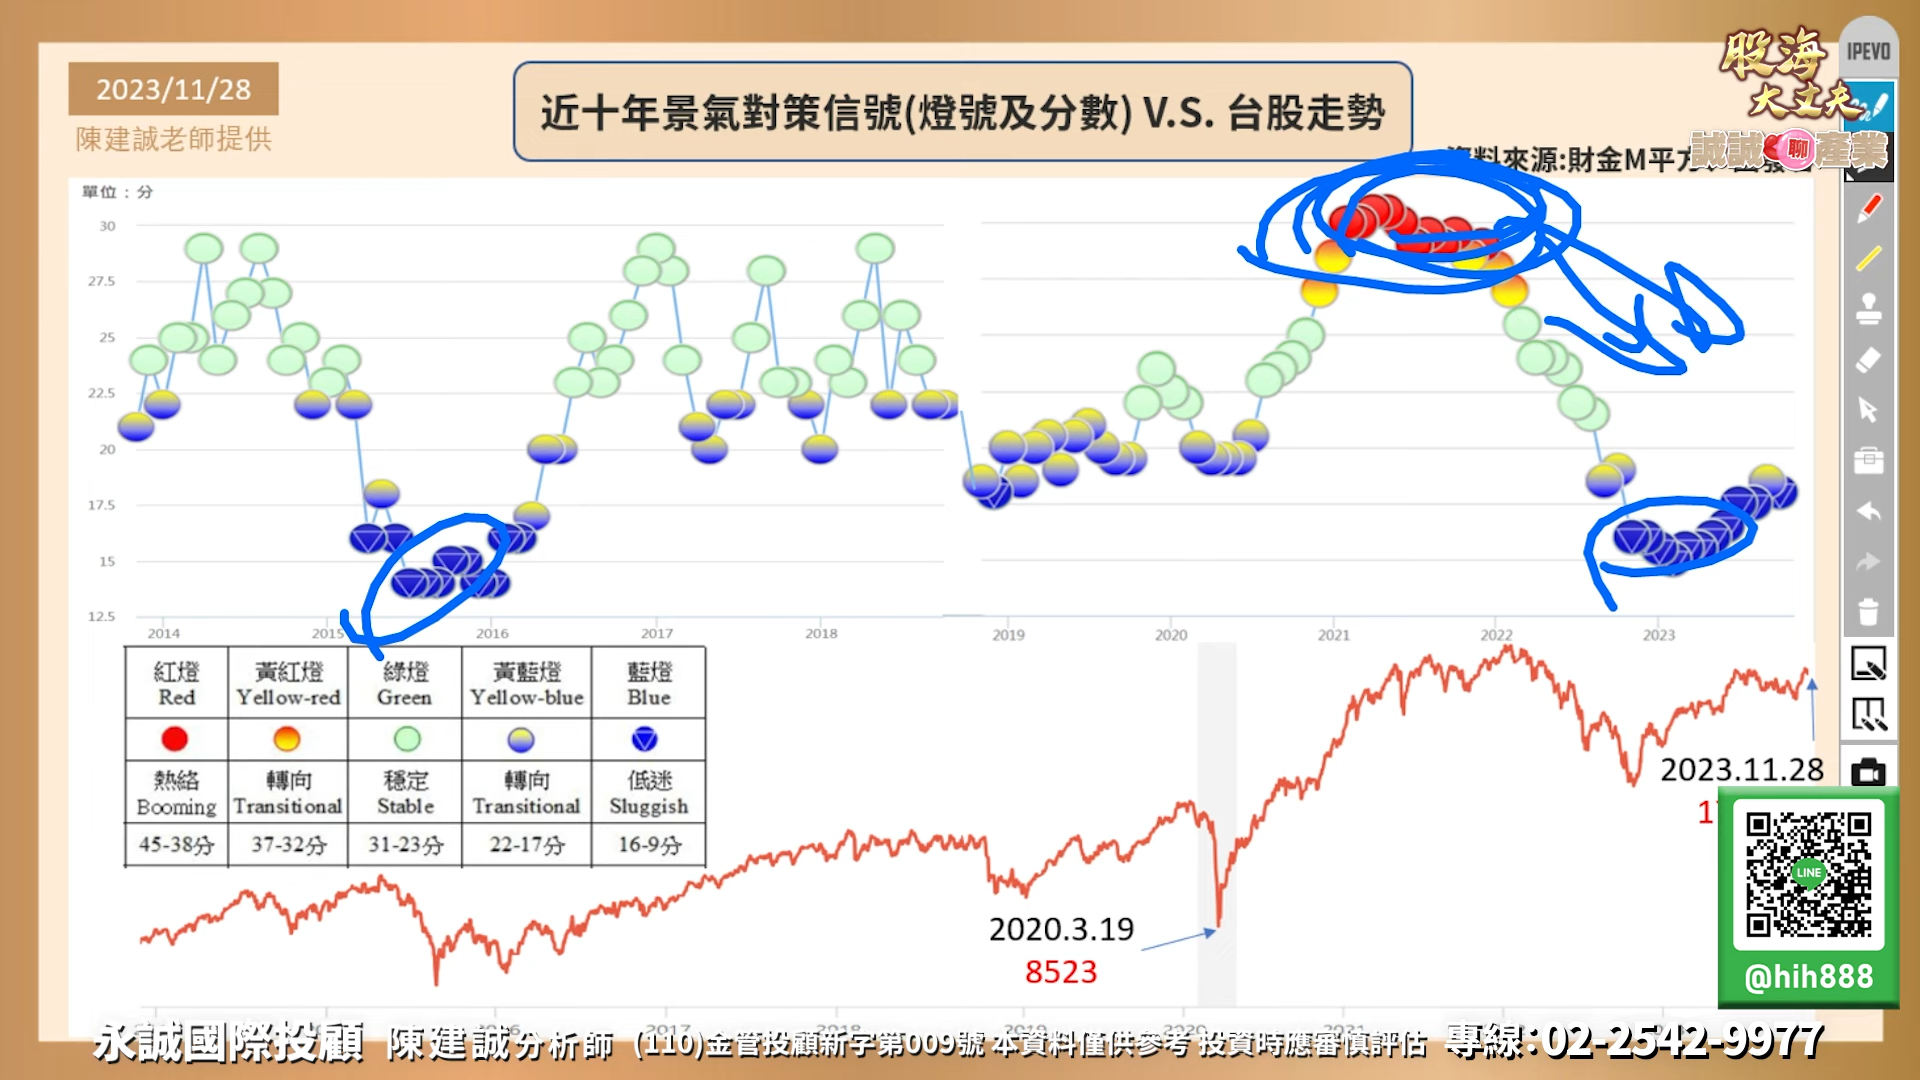 2023/11/28
陳建誠老師提供
近十年景氣對策信號(燈號及分數) V.S. 台股走勢
股海
大丈夫
IPEVO
誠誠聊產業
資料來源:財金M平方
單位：分
30
27.5
25
22.5
20
17.5
15
12.5
2014
2015
2016
2017
2018
2019
2020
2021
2022
2023
紅燈 黃紅燈 綠燈 黃藍燈 藍燈
Red Yellow-red Green Yellow-blue Blue
熱絡 轉向 穩定 轉向 低迷
Booming Transitional Stable Transitional Sluggish
45-38分 37-32分 31-23分 22-17分 16-9分
2020.3.19
8523
2023.11.28
LINE
@hih888
永誠國際投顧 陳建誠分析師 (110)金管投顧新字第009號 本資料僅供參考 投資時應審慎評估 專線:02-2542-9977